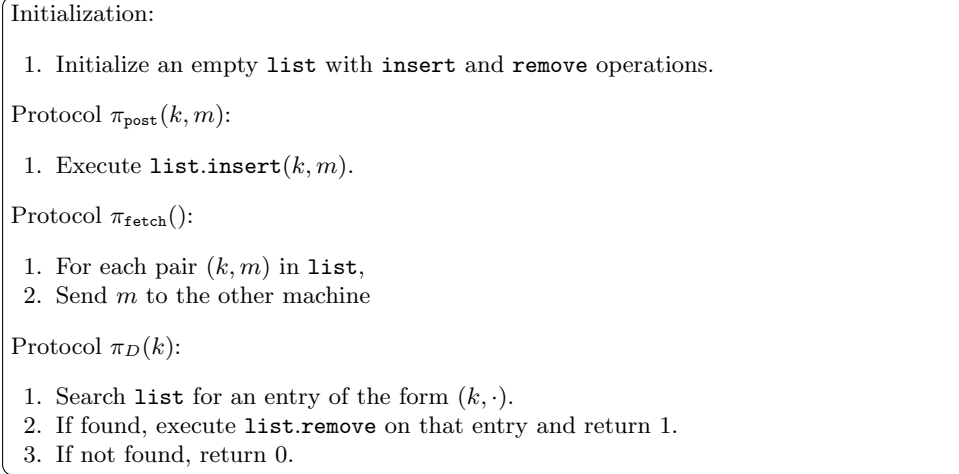 Initialization:
1. Initialize an empty list with insert and remove operations.
Protocol π_post(k, m):
1. Execute list.insert(k, m).
Protocol π_fetch():
1. For each pair (k, m) in list,
2. Send m to the other machine
Protocol π_D(k):
1. Search list for an entry of the form (k, ·).
2. If found, execute list.remove on that entry and return 1.
3. If not found, return 0.